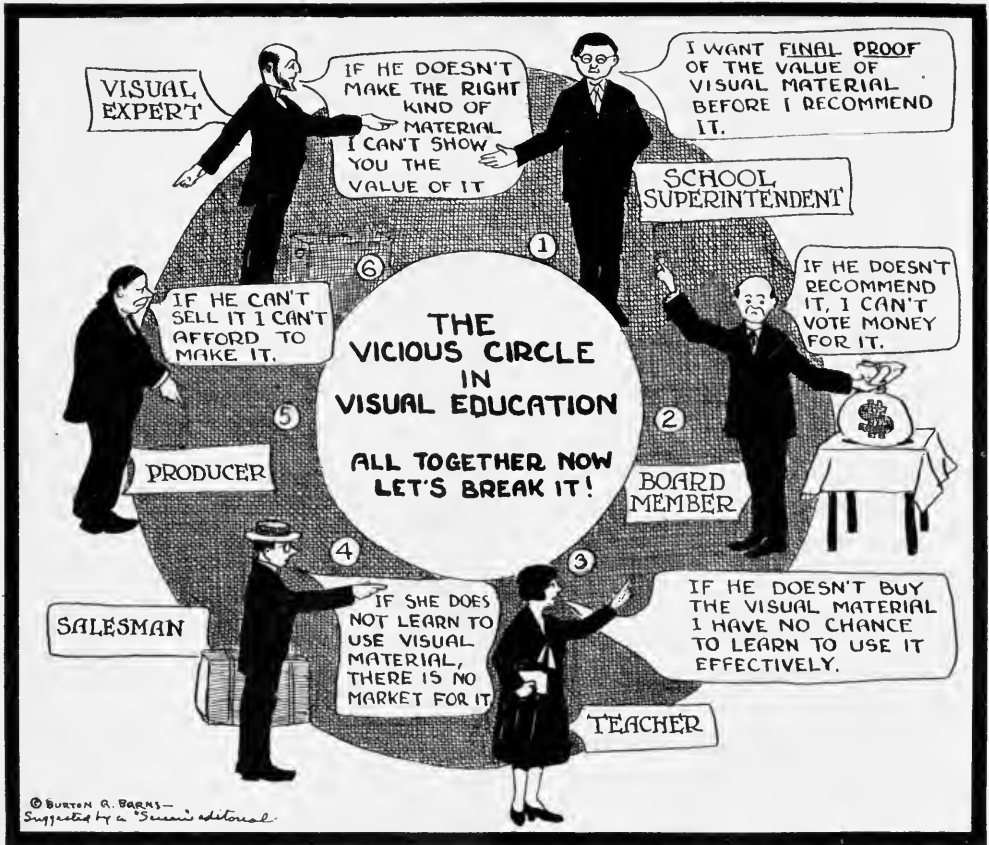 VISUAL
EXPERT
IF HE DOESN'T
MAKE THE RIGHT
KIND OF
MATERIAL
I CAN'T SHOW
YOU THE
VALUE OF IT
I WANT FINAL PROOF
OF THE VALUE OF
VISUAL MATERIAL
BEFORE I RECOMMEND
IT.
SCHOOL
SUPERINTENDENT
1
6
IF HE DOESN'T
RECOMMEND
IT, I CAN'T
VOTE MONEY
FOR IT.
$
2
BOARD
MEMBER
IF HE CAN'T
SELL IT I CAN'T
AFFORD TO
MAKE IT.
5
PRODUCER
THE
VICIOUS CIRCLE
IN
VISUAL EDUCATION
ALL TOGETHER NOW
LET'S BREAK IT!
4
3
SALESMAN
IF SHE DOES
NOT LEARN TO
USE VISUAL
MATERIAL,
THERE IS NO
MARKET FOR IT
IF HE DOESN'T BUY
THE VISUAL MATERIAL
I HAVE NO CHANCE
TO LEARN TO USE IT
EFFECTIVELY.
TEACHER
© BURTON A. BARNS—
Suggested by a "Screen" editorial.